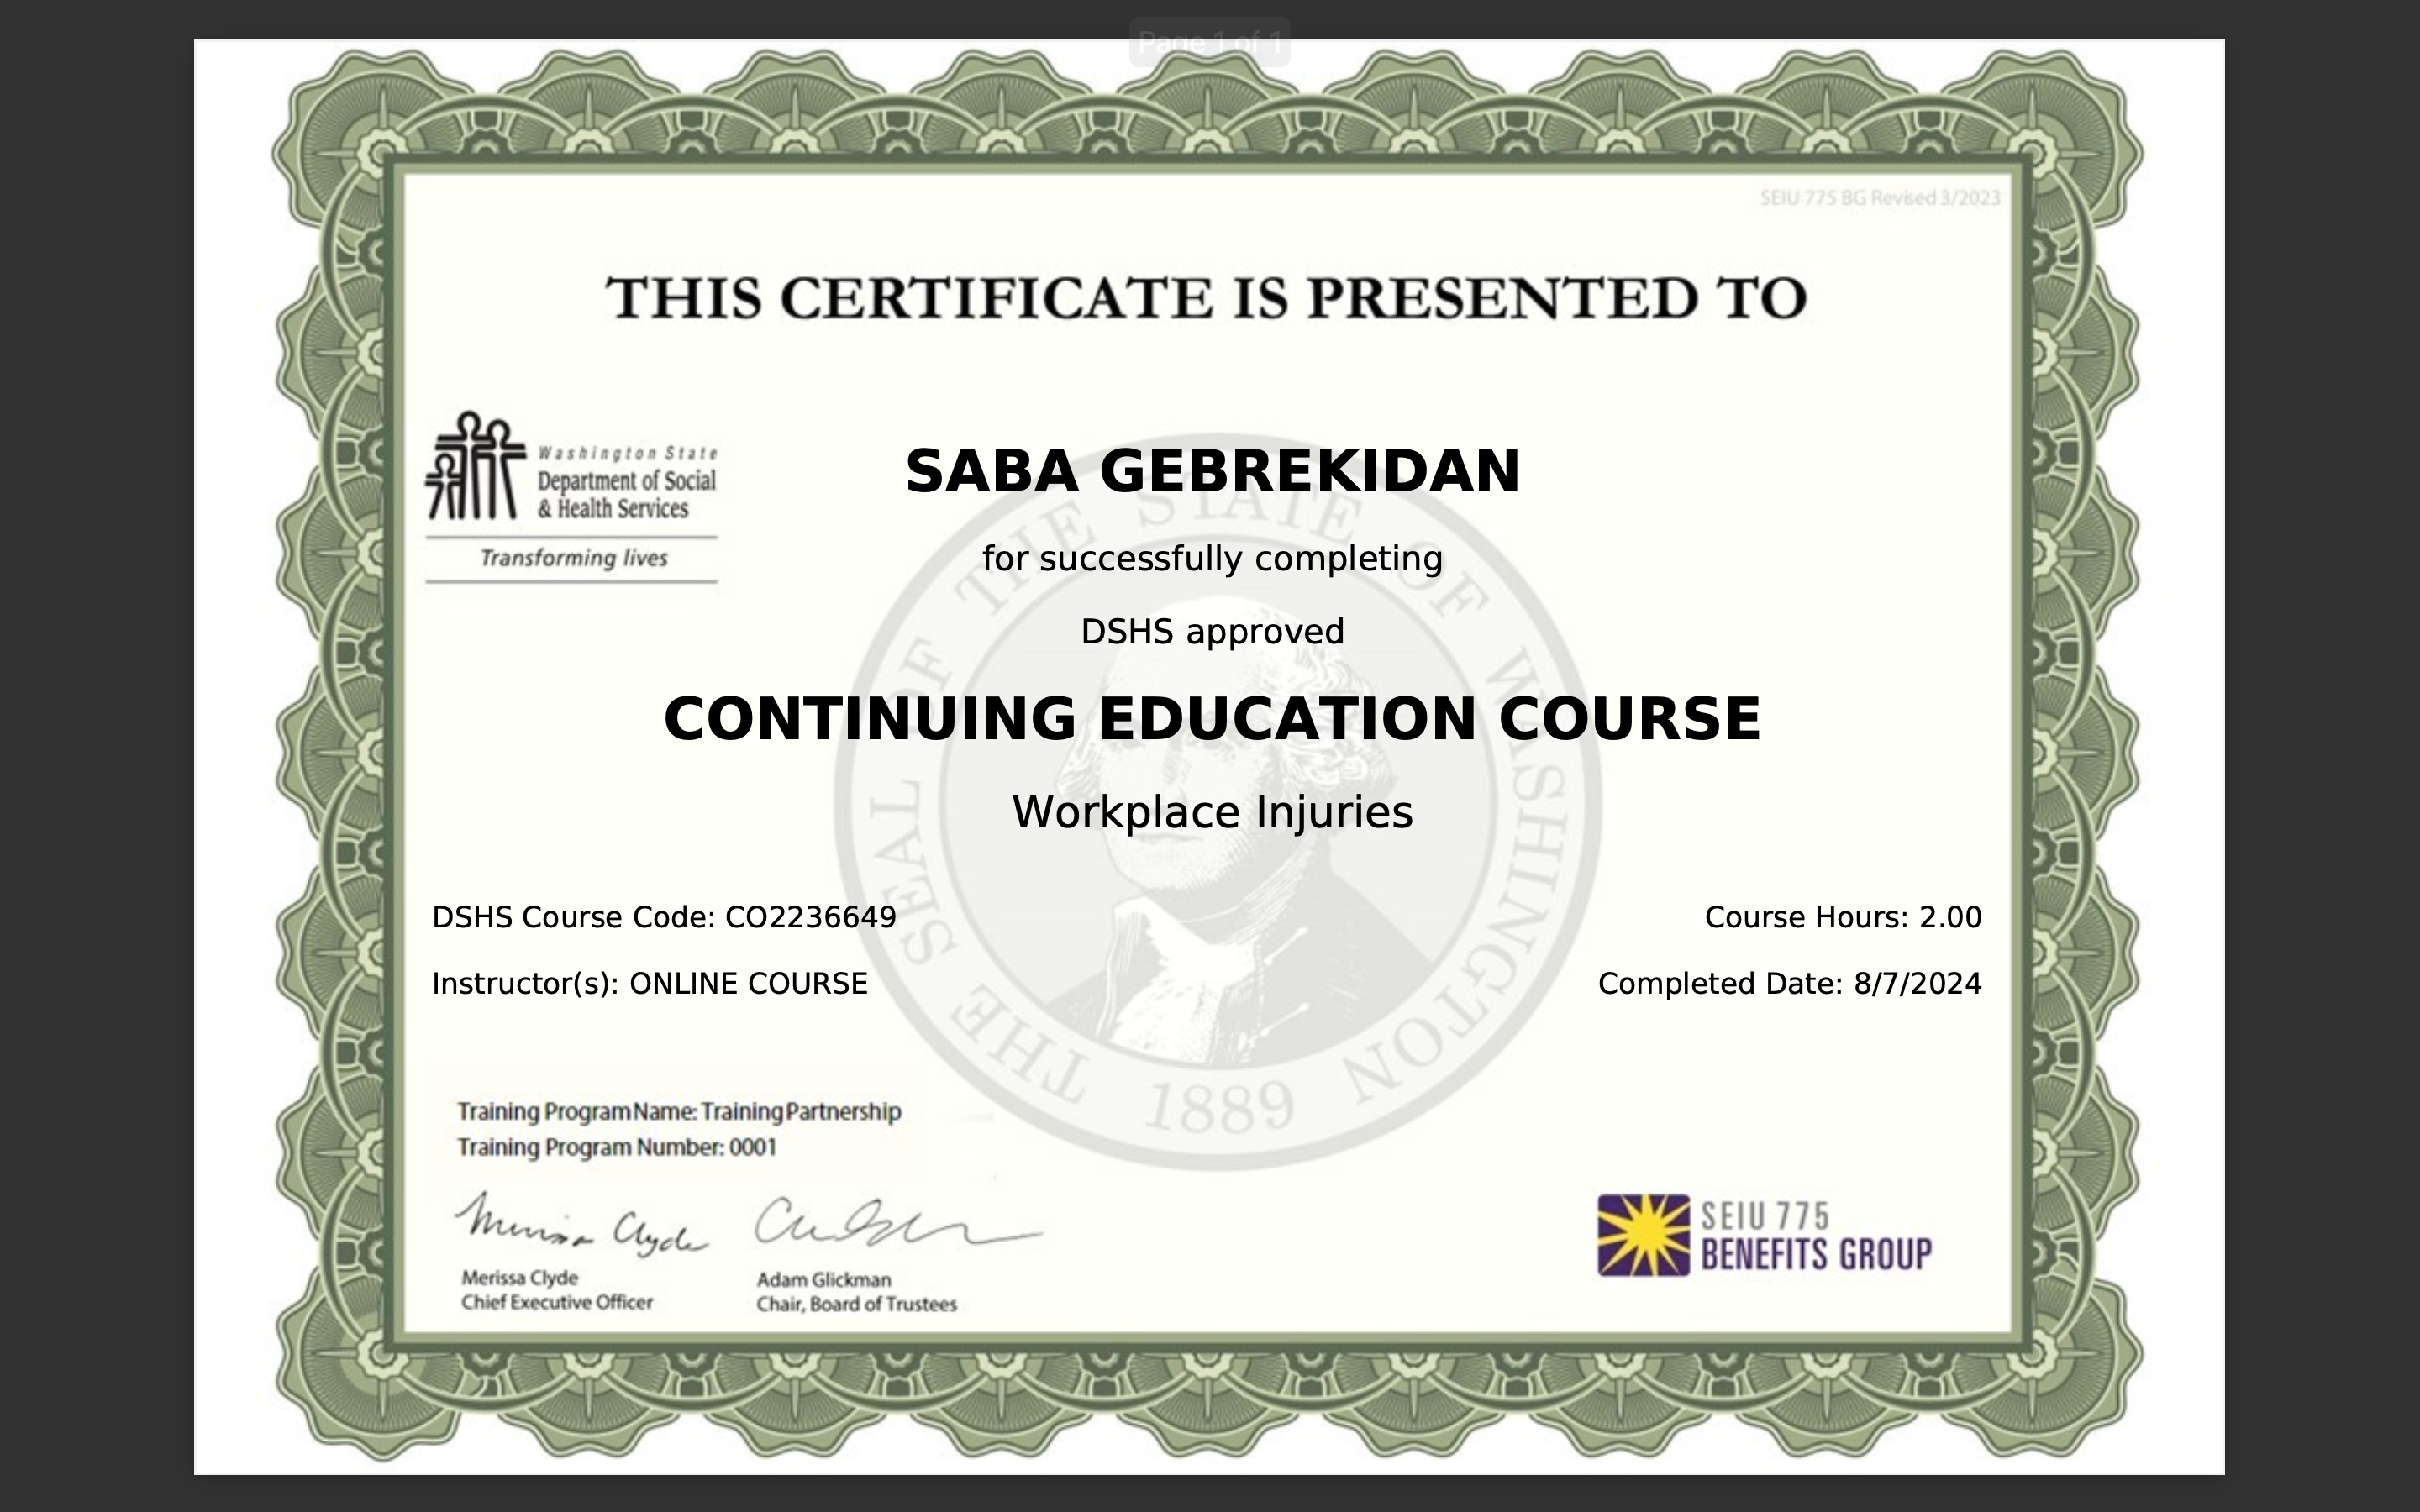 Page 1 of 1
SEIU 775 BG Revised 3/2023
THIS CERTIFICATE IS PRESENTED TO
Washington State
Department of Social
& Health Services
Transforming lives
SABA GEBREKIDAN
for successfully completing
DSHS approved
CONTINUING EDUCATION COURSE
Workplace Injuries
DSHS Course Code: CO2236649
Course Hours: 2.00
Instructor(s): ONLINE COURSE
Completed Date: 8/7/2024
THE SEAL OF THE STATE OF WASHINGTON
1889
Training Program Name: Training Partnership
Training Program Number: 0001
Merissa Clyde
Merissa Clyde
Chief Executive Officer
Adam Glickman
Chair, Board of Trustees
SEIU 775
BENEFITS GROUP